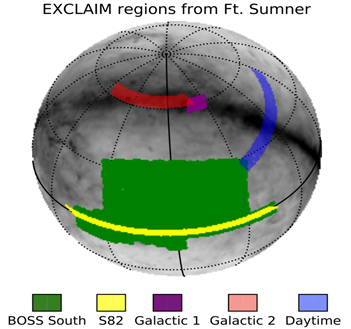 EXCLAIM regions from Ft. Sumner
BOSS South S82 Galactic 1 Galactic 2 Daytime